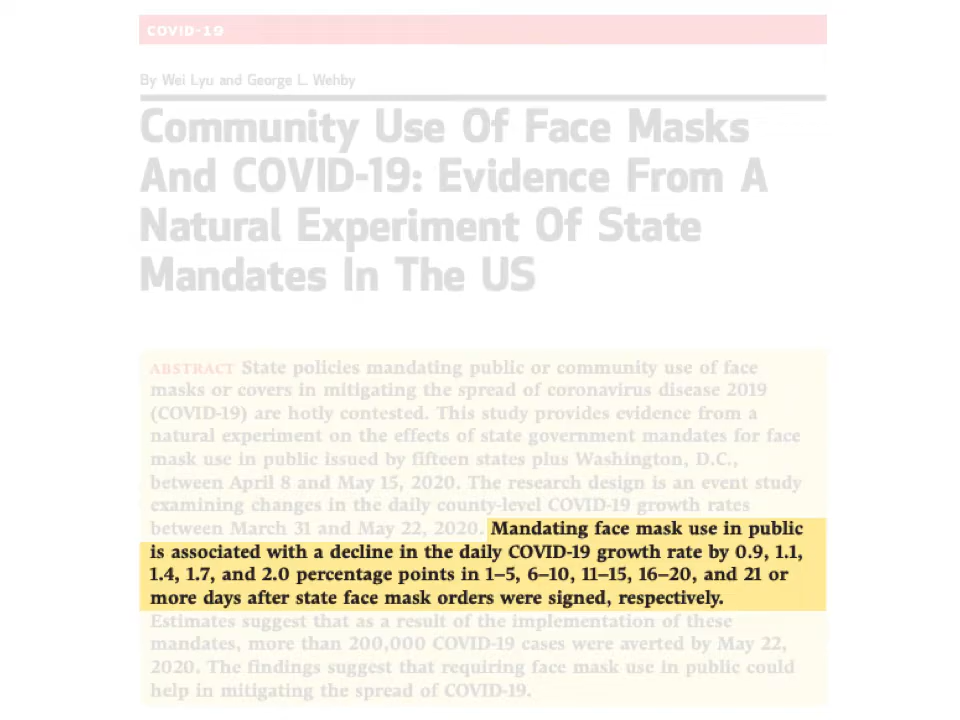 COVID-19
By Wei Lyu and George L. Wehby
Community Use Of Face Masks
And COVID-19: Evidence From A
Natural Experiment Of State
Mandates In The US
ABSTRACT State policies mandating public or community use of face
masks or covers in mitigating the spread of coronavirus disease 2019
(COVID-19) are hotly contested. This study provides evidence from a
natural experiment on the effects of state government mandates for face
mask use in public issued by fifteen states plus Washington, D.C.,
between April 8 and May 15, 2020. The research design is an event study
examining changes in the daily county-level COVID-19 growth rates
between March 31 and May 22, 2020. Mandating face mask use in public
is associated with a decline in the daily COVID-19 growth rate by 0.9, 1.1,
1.4, 1.7, and 2.0 percentage points in 1–5, 6–10, 11–15, 16–20, and 21 or
more days after state face mask orders were signed, respectively.
Estimates suggest that as a result of the implementation of these
mandates, more than 200,000 COVID-19 cases were averted by May 22,
2020. The findings suggest that requiring face mask use in public could
help in mitigating the spread of COVID-19.